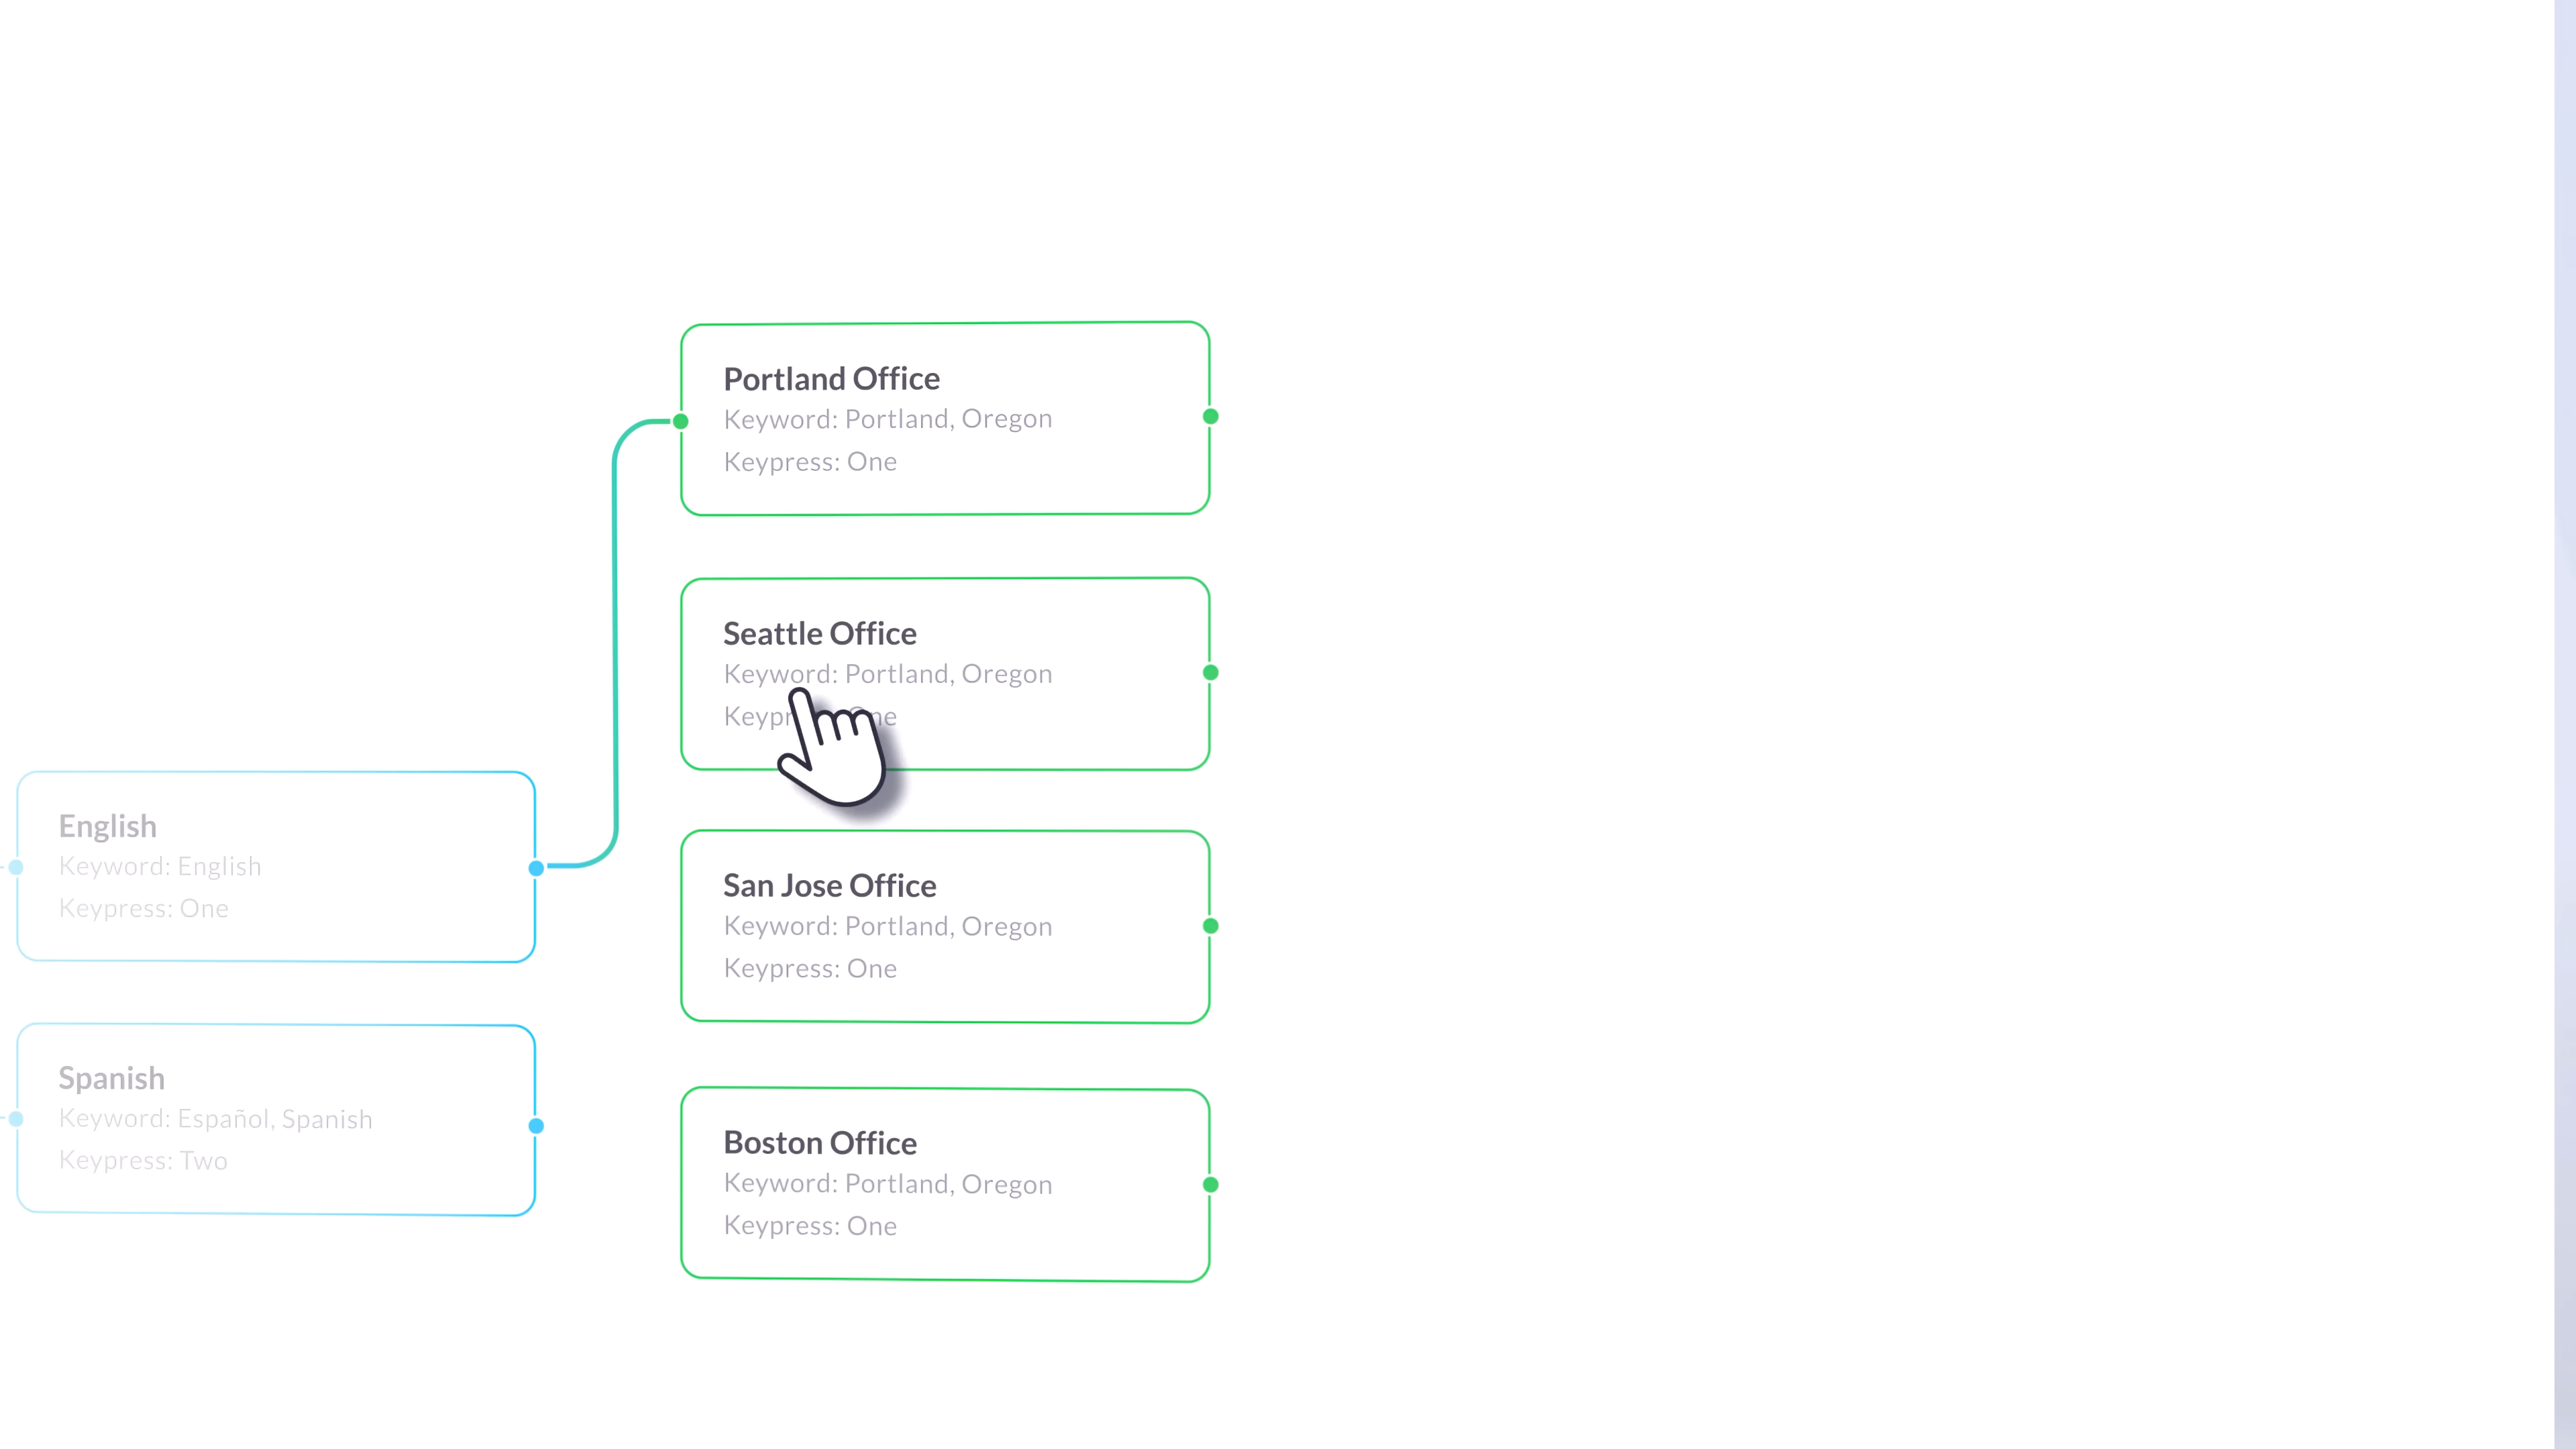 Portland Office
Keyword: Portland, Oregon
Keypress: One
Seattle Office
Keyword: Portland, Oregon
English
Keyword: English
Keypress: One
San Jose Office
Keyword: Portland, Oregon
Keypress: One
Spanish
Keyword: Español, Spanish
Keypress: Two
Boston Office
Keyword: Portland, Oregon
Keypress: One